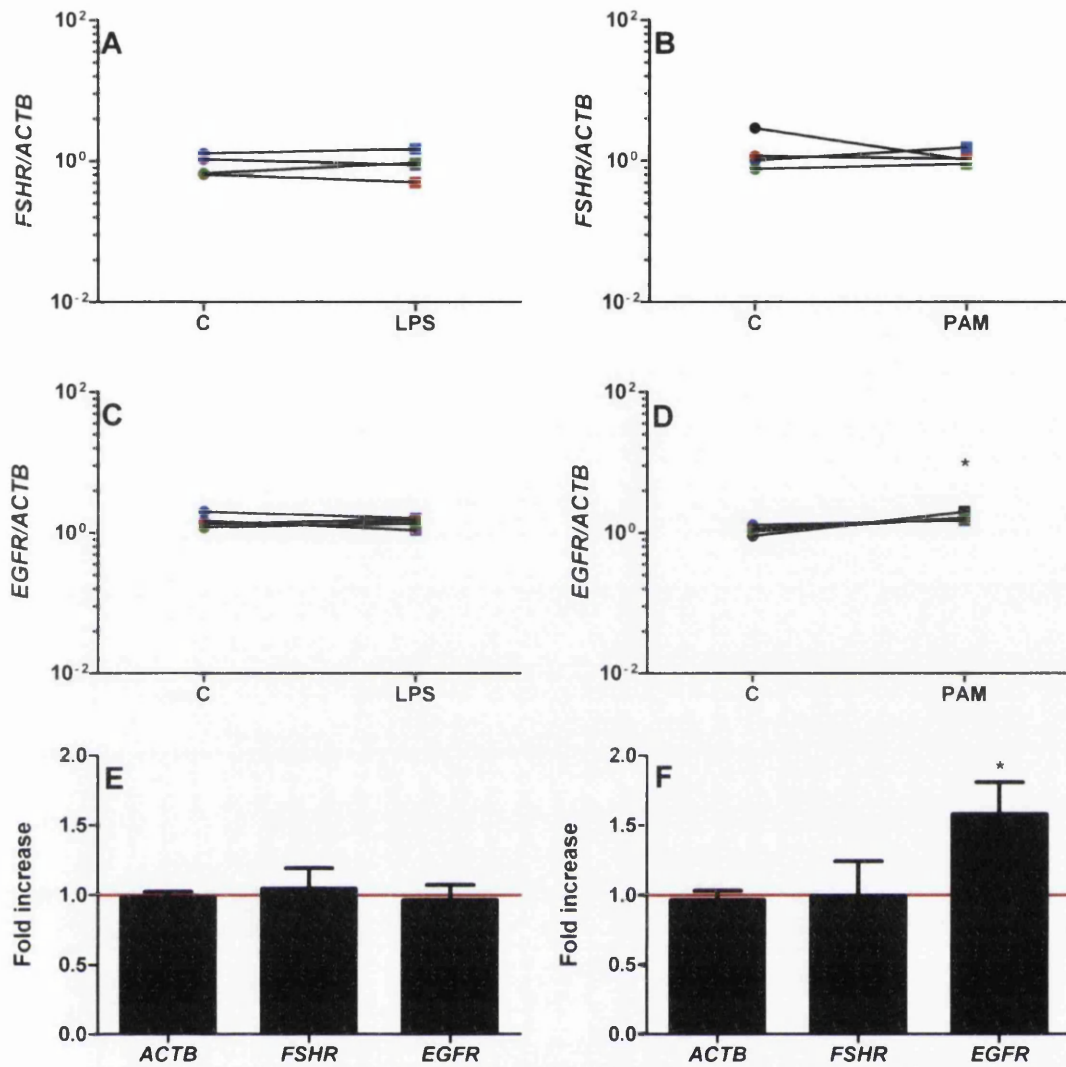 A
10²
10⁰
10⁻²
FSHR/ACTB
C
LPS
B
10²
10⁰
10⁻²
FSHR/ACTB
C
PAM
C
10²
10⁰
10⁻²
EGFR/ACTB
C
LPS
D
10²
10⁰
10⁻²
EGFR/ACTB
*
C
PAM
E
2.0
1.5
1.0
0.5
0.0
Fold increase
ACTB
FSHR
EGFR
F
2.0
1.5
1.0
0.5
0.0
Fold increase
*
ACTB
FSHR
EGFR